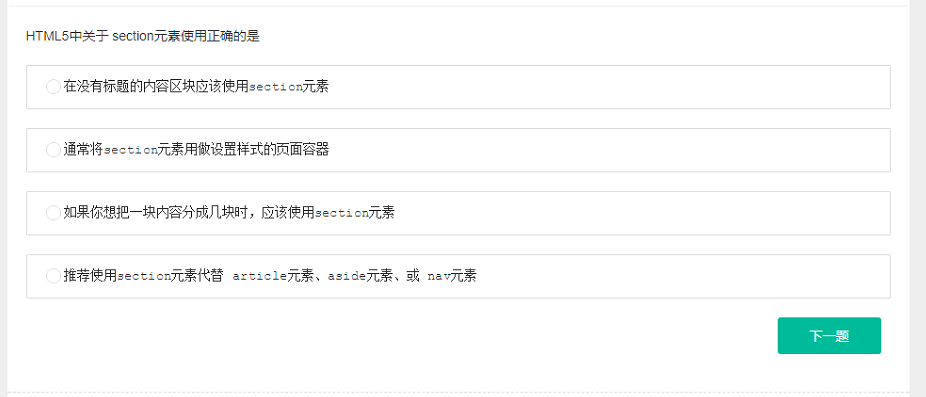 HTML5中关于 section元素使用正确的是
在没有标题的内容区块应该使用section元素
通常将section元素用做设置样式的页面容器
如果你想把一块内容分成几块时，应该使用section元素
推荐使用section元素代替 article元素、aside元素、或 nav元素
下一题